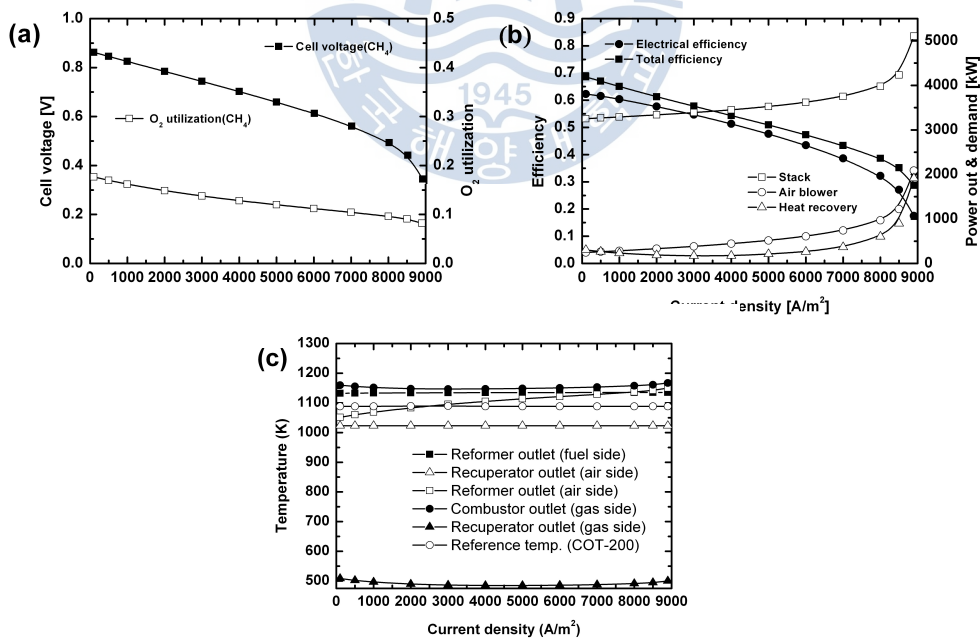 (a)
Cell voltage [V]
1.0
0.8
0.6
0.4
0.2
0.0
Cell voltage(CH₄)
O₂ utilization(CH₄)
0.5
0.4
0.3
0.2
0.1
0.0
O₂ utilization
0 1000 2000 3000 4000 5000 6000 7000 8000 9000
1945
(b)
Efficiency
0.9
0.8
0.7
0.6
0.5
0.4
0.3
0.2
0.1
0.0
Electrical efficiency
Total efficiency
Stack
Air blower
Heat recovery
5000
4000
3000
2000
1000
0
Power out & demand [kW]
0 1000 2000 3000 4000 5000 6000 7000 8000 9000
Current density [A/m²]
(c)
Temperature (K)
1300
1200
1100
1000
900
800
700
600
500
Reformer outlet (fuel side)
Recuperator outlet (air side)
Reformer outlet (air side)
Combustor outlet (gas side)
Recuperator outlet (gas side)
Reference temp. (COT-200)
0 1000 2000 3000 4000 5000 6000 7000 8000 9000
Current density (A/m²)